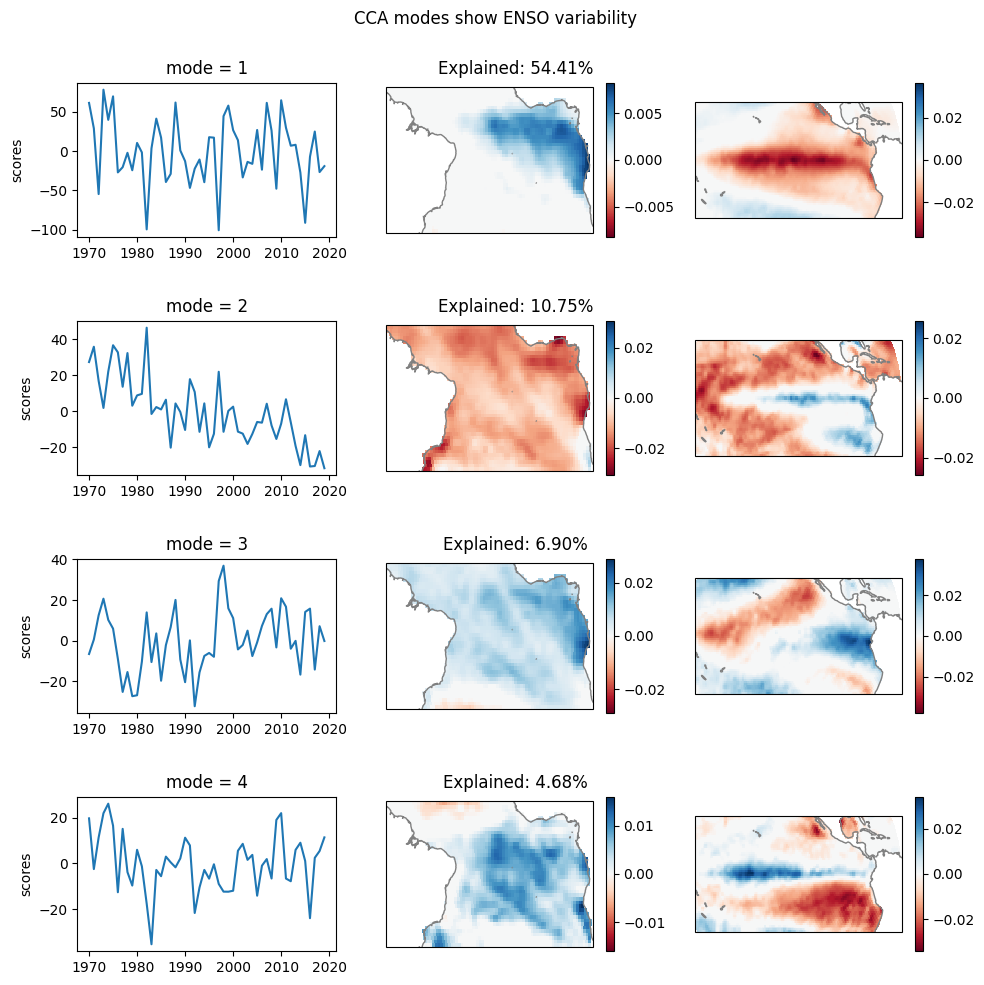 CCA modes show ENSO variability
mode = 1
Explained: 54.41%
scores
50
0
−50
−100
1970 1980 1990 2000 2010 2020
0.005
0.000
−0.005
0.02
0.00
−0.02
mode = 2
Explained: 10.75%
scores
40
20
0
−20
1970 1980 1990 2000 2010 2020
0.02
0.00
−0.02
0.02
0.00
−0.02
mode = 3
Explained: 6.90%
scores
40
20
0
−20
1970 1980 1990 2000 2010 2020
0.02
0.00
−0.02
0.02
0.00
−0.02
mode = 4
Explained: 4.68%
scores
20
0
−20
1970 1980 1990 2000 2010 2020
0.01
0.00
−0.01
0.02
0.00
−0.02